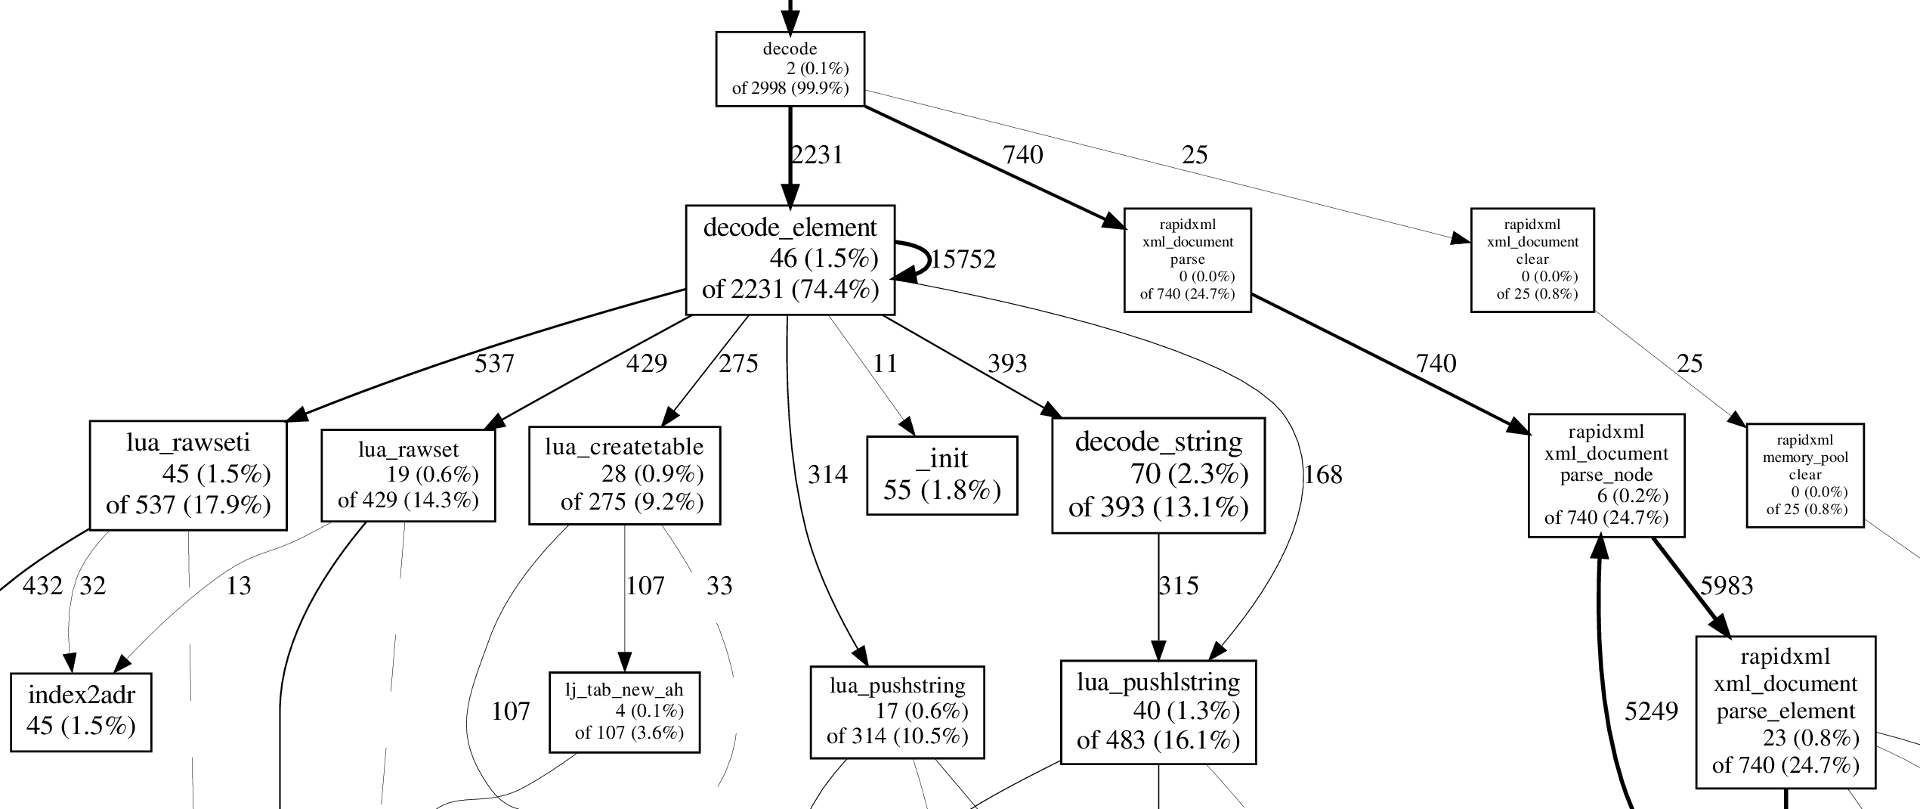 decode
2 (0.1%)
of 2998 (99.9%)
2231
740
25
decode_element
46 (1.5%)
of 2231 (74.4%)
15752
rapidxml
xml_document
parse
0 (0.0%)
of 740 (24.7%)
rapidxml
xml_document
clear
0 (0.0%)
of 25 (0.8%)
537
429
275
11
393
740
25
lua_rawseti
45 (1.5%)
of 537 (17.9%)
lua_rawset
19 (0.6%)
of 429 (14.3%)
lua_createtable
28 (0.9%)
of 275 (9.2%)
314
_init
55 (1.8%)
decode_string
70 (2.3%)
of 393 (13.1%)
168
rapidxml
xml_document
parse_node
6 (0.2%)
of 740 (24.7%)
rapidxml
memory_pool
clear
0 (0.0%)
of 25 (0.8%)
432
32
13
107
33
315
5983
index2adr
45 (1.5%)
107
lj_tab_new_ah
4 (0.1%)
of 107 (3.6%)
lua_pushstring
17 (0.6%)
of 314 (10.5%)
lua_pushlstring
40 (1.3%)
of 483 (16.1%)
5249
rapidxml
xml_document
parse_element
23 (0.8%)
of 740 (24.7%)